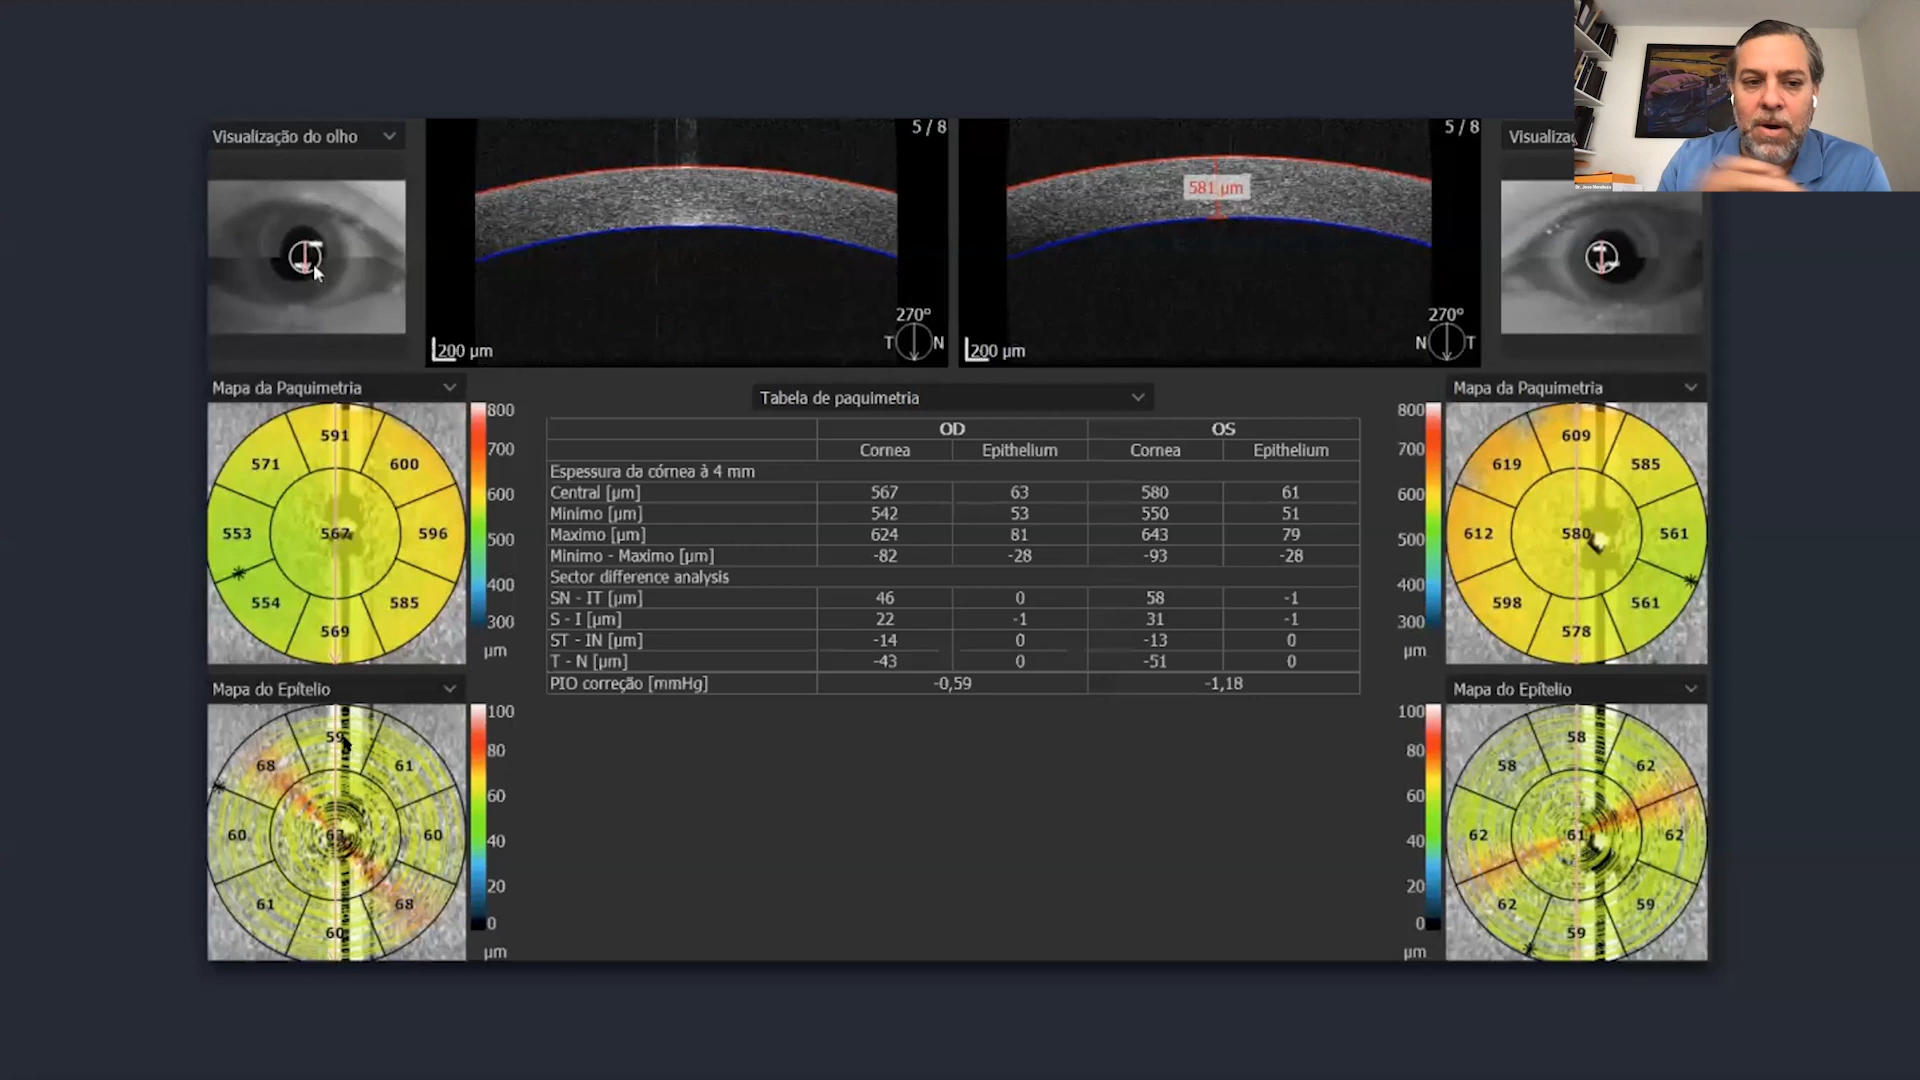 Visualização do olho
5 / 8
5 / 8
Visualiza
581 µm
270°
T N
200 µm
270°
N T
200 µm
Mapa da Paquimetria
800
700
600
500
400
300
µm
591
571
600
553
567
596
554
585
569
Tabela de paquimetria
OD OS
Cornea Epithelium Cornea Epithelium
Espessura da córnea à 4 mm
Central [µm] 567 63 580 61
Minimo [µm] 542 53 550 51
Maximo [µm] 624 81 643 79
Minimo - Maximo [µm] -82 -28 -93 -28
Sector difference analysis
SN - IT [µm] 46 0 58 -1
S - I [µm] 22 -1 31 -1
ST - IN [µm] -14 0 -13 0
T - N [µm] -43 0 -51 0
PIO correção [mmHg] -0,59 -1,18
Mapa da Paquimetria
800
700
600
500
400
300
µm
609
619
585
612
580
561
598
561
578
Mapa do Epítelio
100
80
60
40
20
0
µm
59
68
61
60
63
60
61
68
60
Mapa do Epítelio
100
80
60
40
20
0
µm
58
58
62
62
61
62
62
59
59